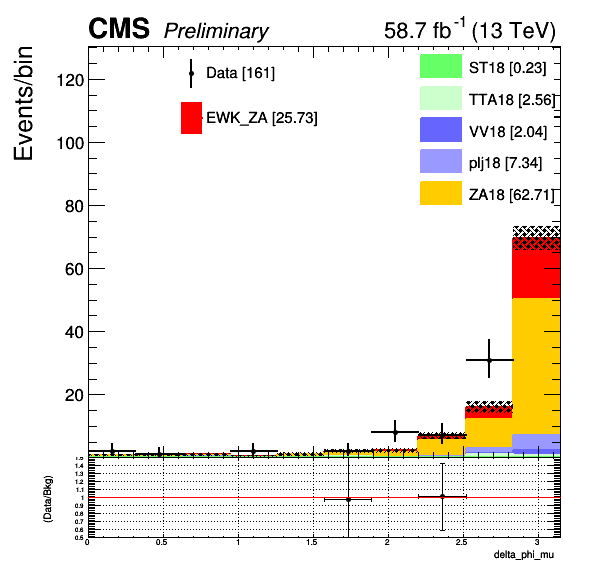 CMS Preliminary 58.7 fb⁻¹ (13 TeV)
Events/bin
120
100
80
60
40
20
Data [161]
EWK_ZA [25.73]
ST18 [0.23]
TTA18 [2.56]
VV18 [2.04]
plj18 [7.34]
ZA18 [62.71]
(Data/Bkg)
1.5
1.4
1.3
1.2
1.1
1
0.9
0.8
0.7
0.6
0.5
0 0.5 1 1.5 2 2.5 3
delta_phi_mu